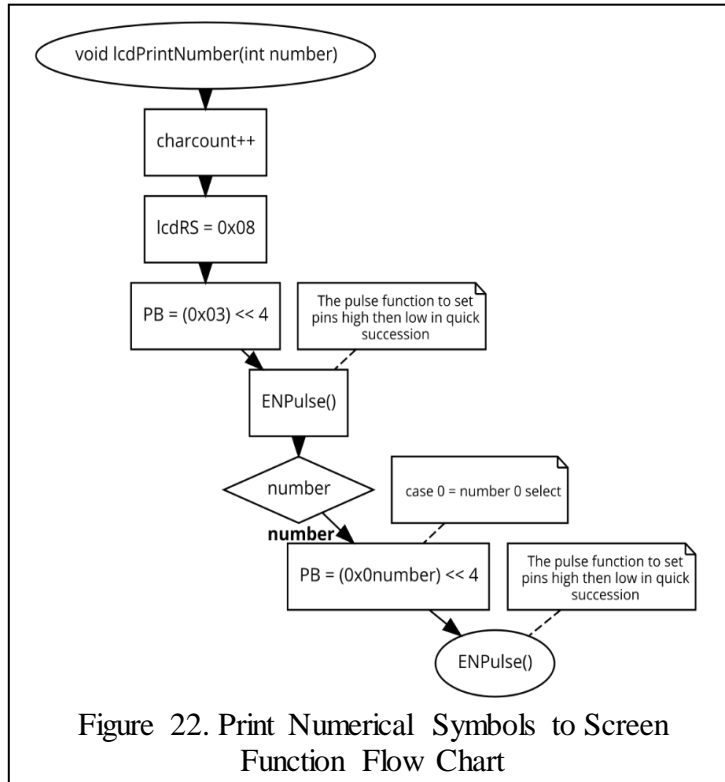 void lcdPrintNumber(int number)
charcount++
lcdRS = 0x08
PB = (0x03) << 4
The pulse function to set
pins high then low in quick
succession
ENPulse()
number
case 0 = number 0 select
number
PB = (0x0number) << 4
The pulse function to set
pins high then low in quick
succession
ENPulse()
Figure 22. Print Numerical Symbols to Screen
Function Flow Chart